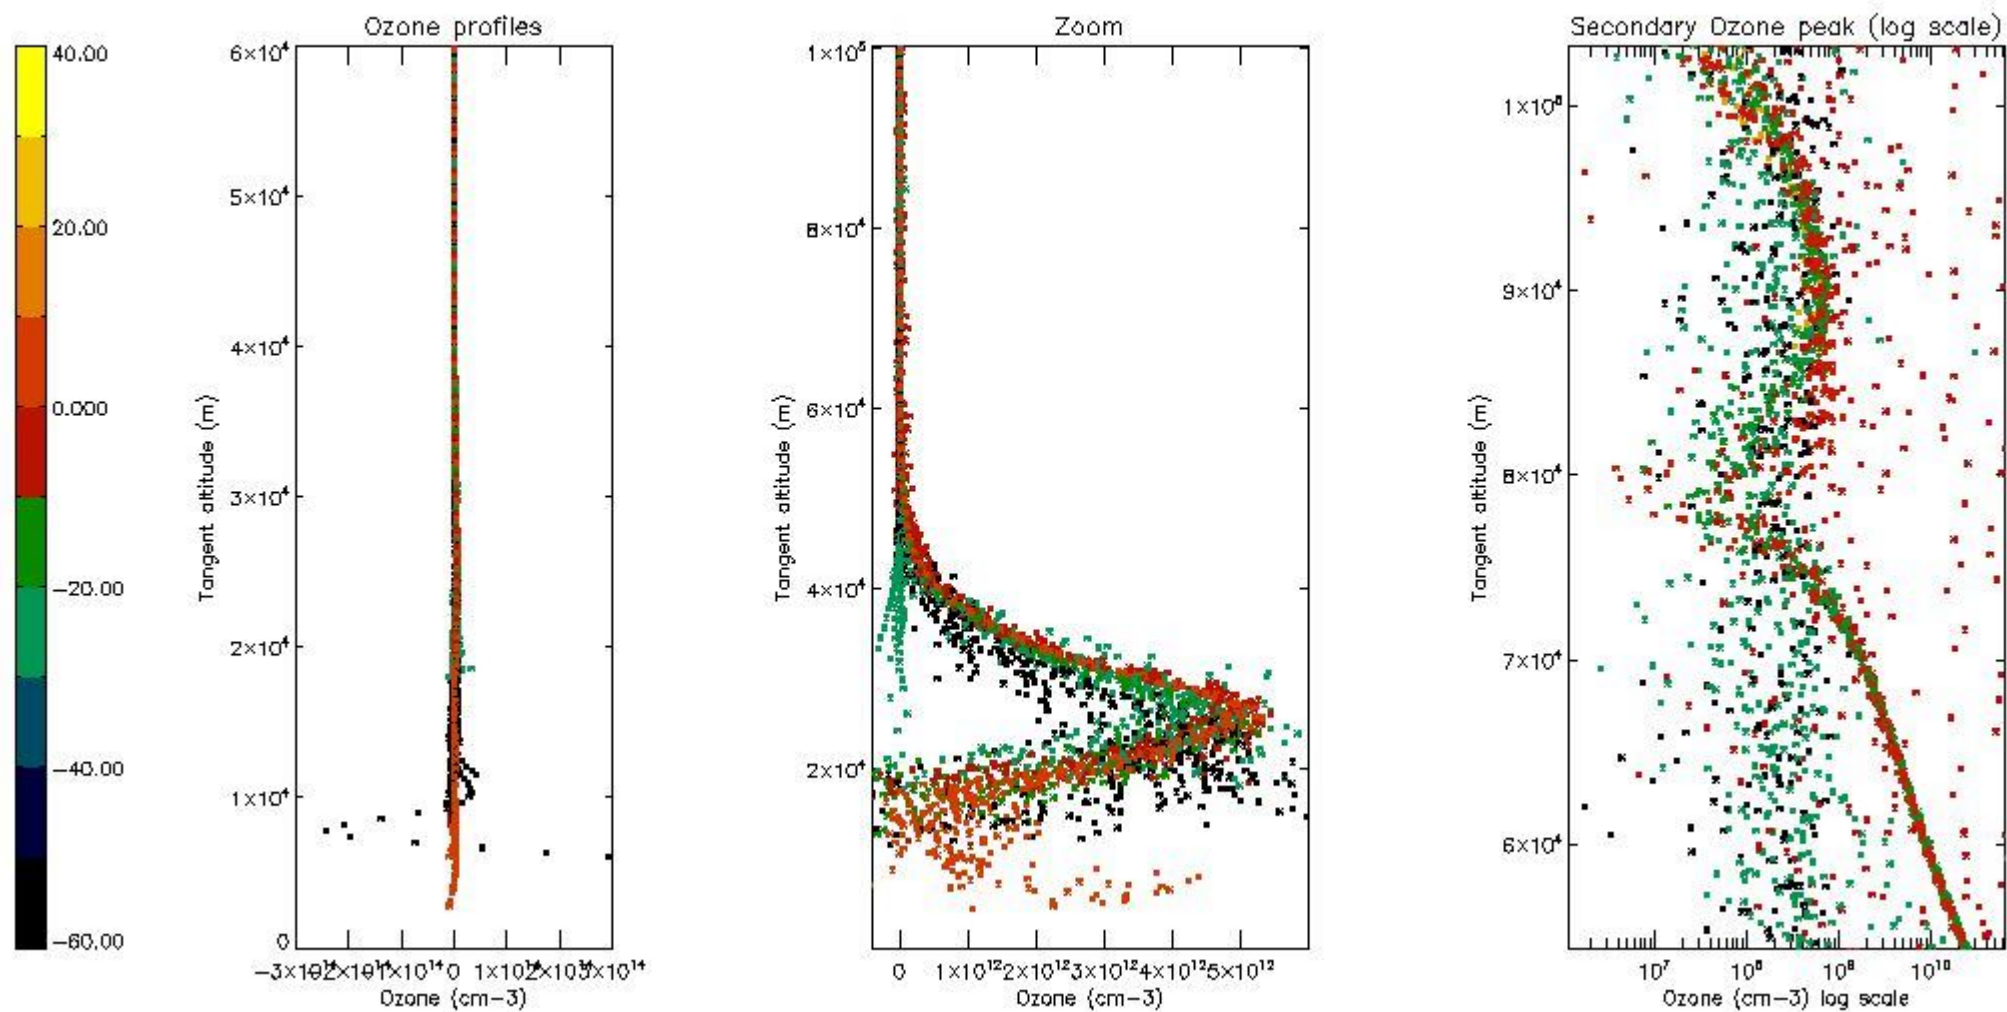 Ozone profiles
Zoom
Secondary Ozone peak (log scale)
40.00
20.00
0.000
−20.00
−40.00
−60.00
6×10⁴
5×10⁴
4×10⁴
3×10⁴
2×10⁴
1×10⁴
0
Tangent altitude (m)
0
Ozone (cm−3)
1×10⁵
8×10⁴
6×10⁴
4×10⁴
2×10⁴
Tangent altitude (m)
0 1×10¹² 2×10¹² 3×10¹² 4×10¹² 5×10¹²
Ozone (cm−3)
9×10⁴
8×10⁴
7×10⁴
6×10⁴
Tangent altitude (m)
10⁷ 10¹⁰
Ozone (cm−3) log scale